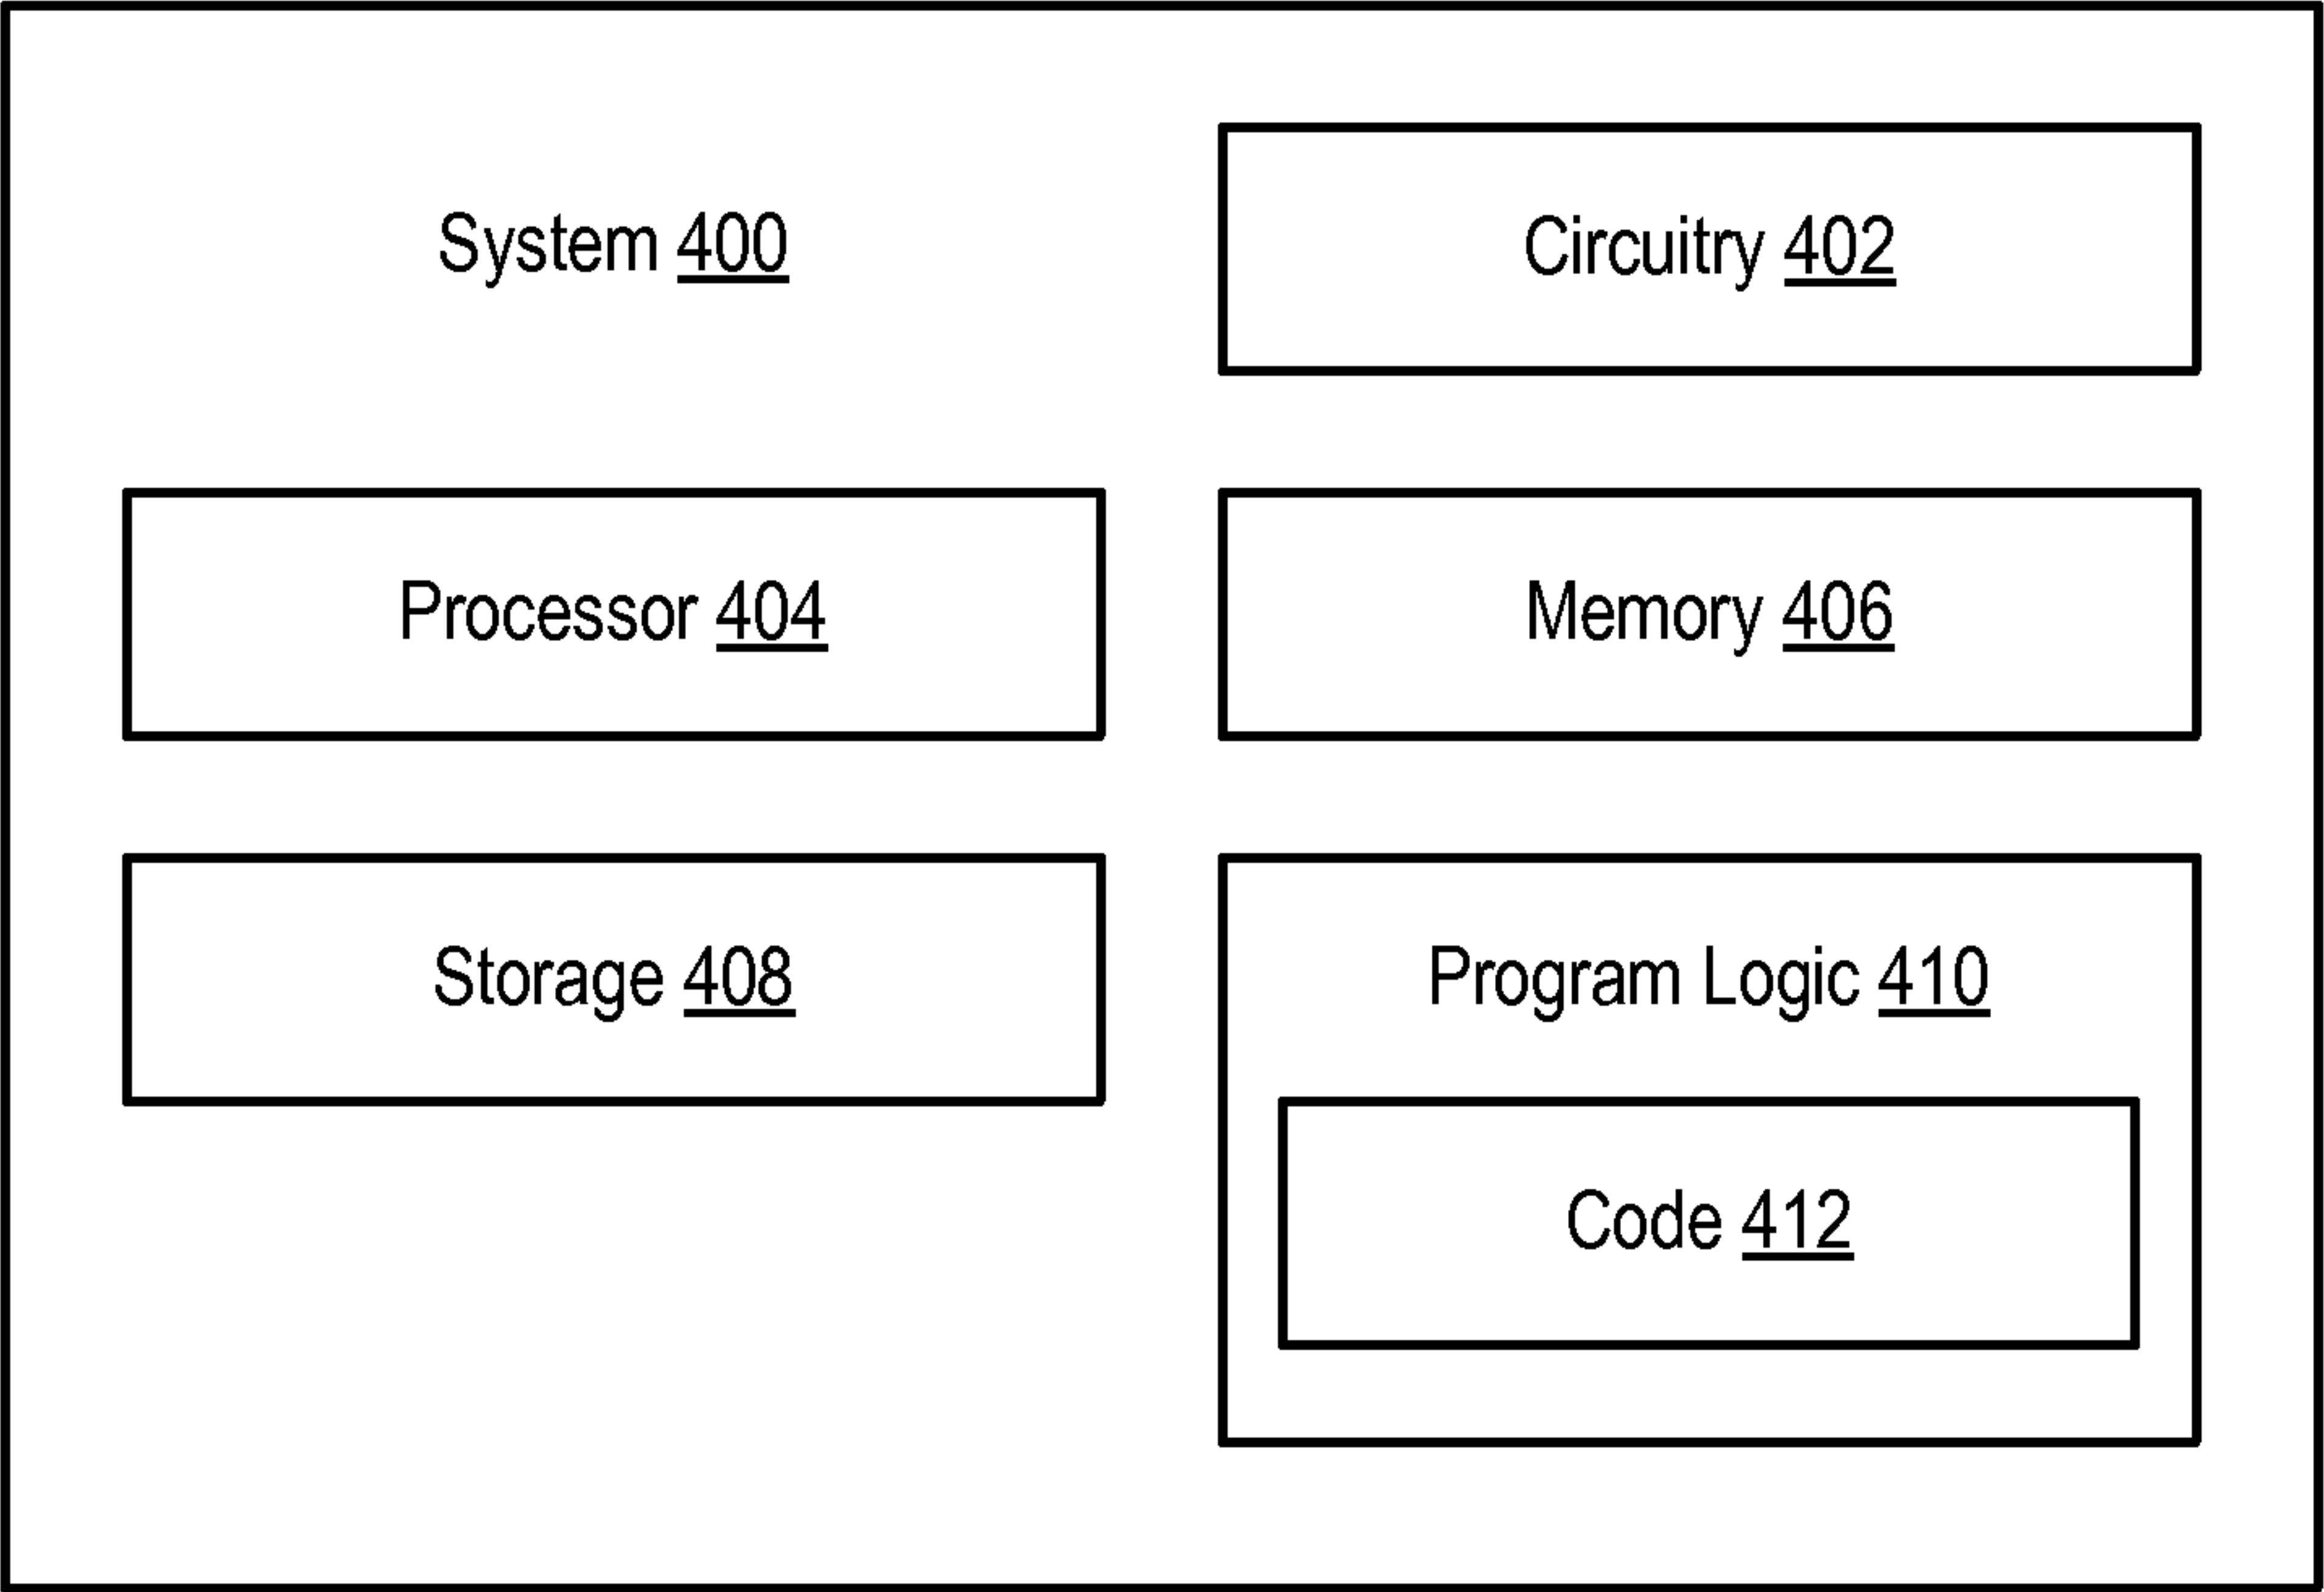 System 400
Circuitry 402
Processor 404
Memory 406
Storage 408
Program Logic 410
Code 412